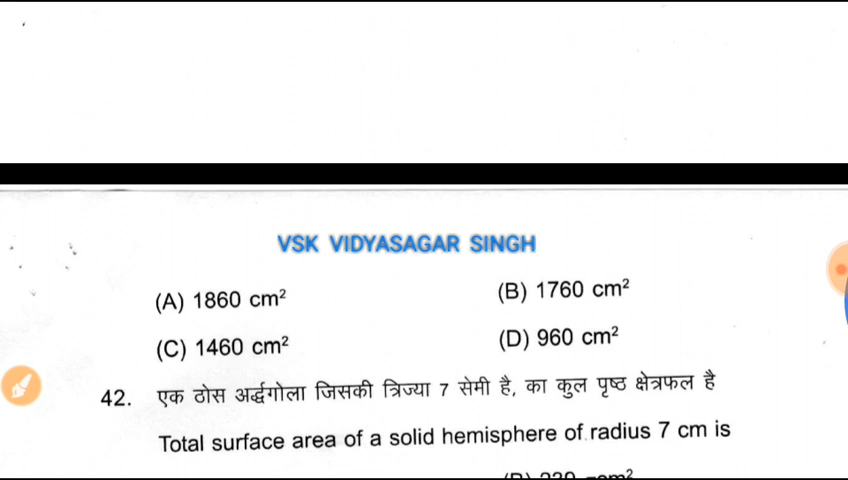 VSK VIDYASAGAR SINGH
(A) 1860 cm²
(B) 1760 cm²
(C) 1460 cm²
(D) 960 cm²
42. एक ठोस अर्द्धगोला जिसकी त्रिज्या 7 सेमी है, का कुल पृष्ठ क्षेत्रफल है
Total surface area of a solid hemisphere of radius 7 cm is